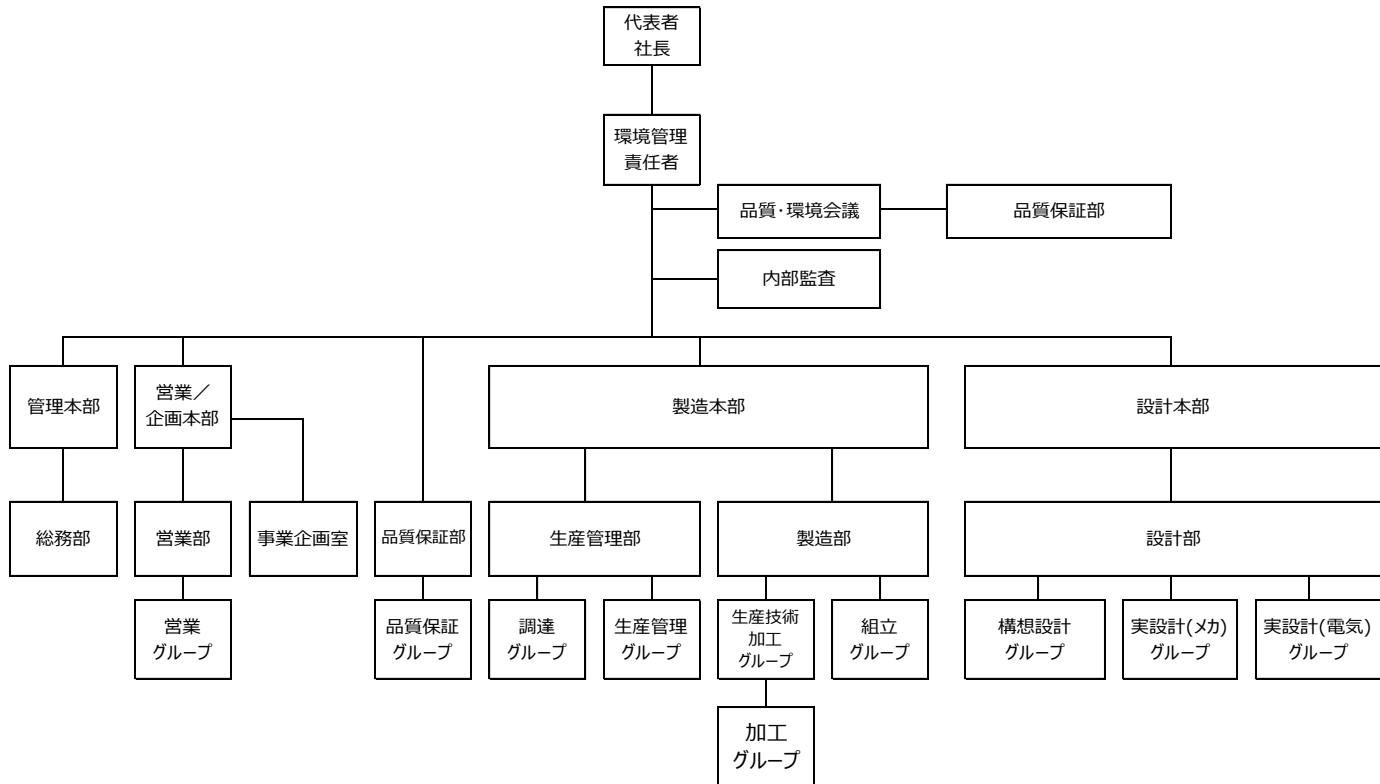 代表者
社長
環境管理
責任者
品質・環境会議
品質保証部
内部監査
管理本部
営業／
企画本部
製造本部
設計本部
総務部
営業部
事業企画室
品質保証部
生産管理部
製造部
設計部
営業
グループ
品質保証
グループ
調達
グループ
生産管理
グループ
生産技術
加工
グループ
組立
グループ
構想設計
グループ
実設計(メカ)
グループ
実設計(電気)
グループ
加工
グループ